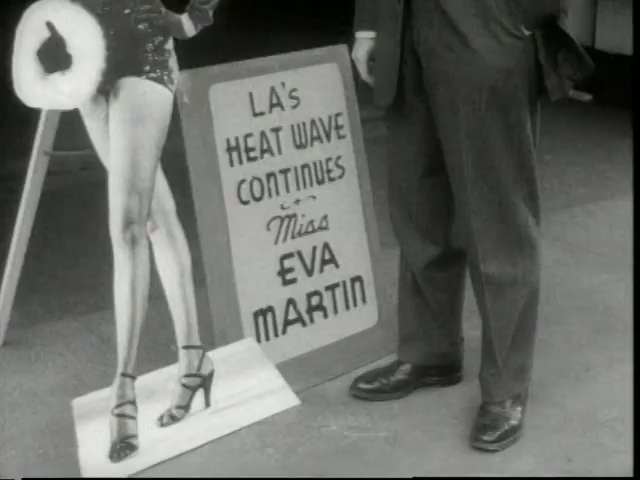 LA's
HEAT WAVE
CONTINUES
Miss
EVA
MARTIN